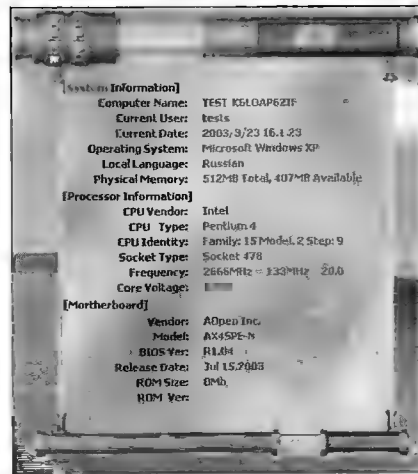 [System Information]
Computer Name: TEST
Current User: tests
Current Date: 2003/9/23 16:1:23
Operating System: Microsoft Windows XP
Local Language: Russian
Physical Memory: 512MB Total, 407MB Available
[Processor Information]
CPU Vendor: Intel
CPU Type: Pentium 4
CPU Identity: Family: 15 Model: 2 Step: 9
Socket Type: Socket 478
Frequency: 2666MHz = 133MHz 20.0
Core Voltage:
[Mortherboard]
Vendor: AOpen Inc.
Model: AX4SPE-N
BIOS Ver: R1.04
Release Date: Jul 15,2003
ROM Size: 0Mb,
ROM Ver: